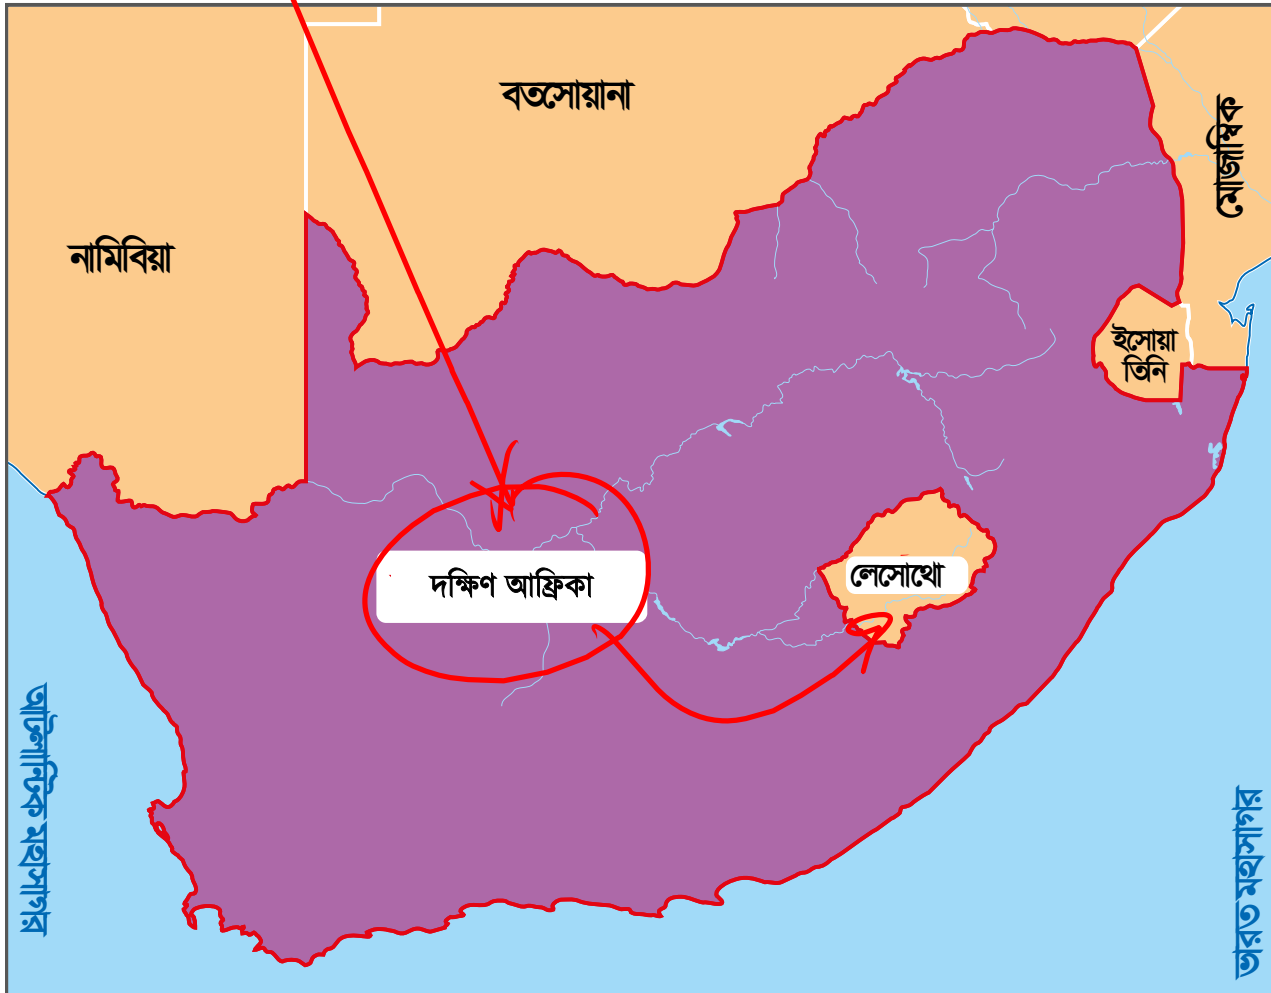 বতসোয়ানা
মোজাম্বিক
নামিবিয়া
ইসোয়া
তিনি
দক্ষিণ আফ্রিকা
লেসোথো
আটলান্টিক মহাসাগর
ভারত মহাসাগর